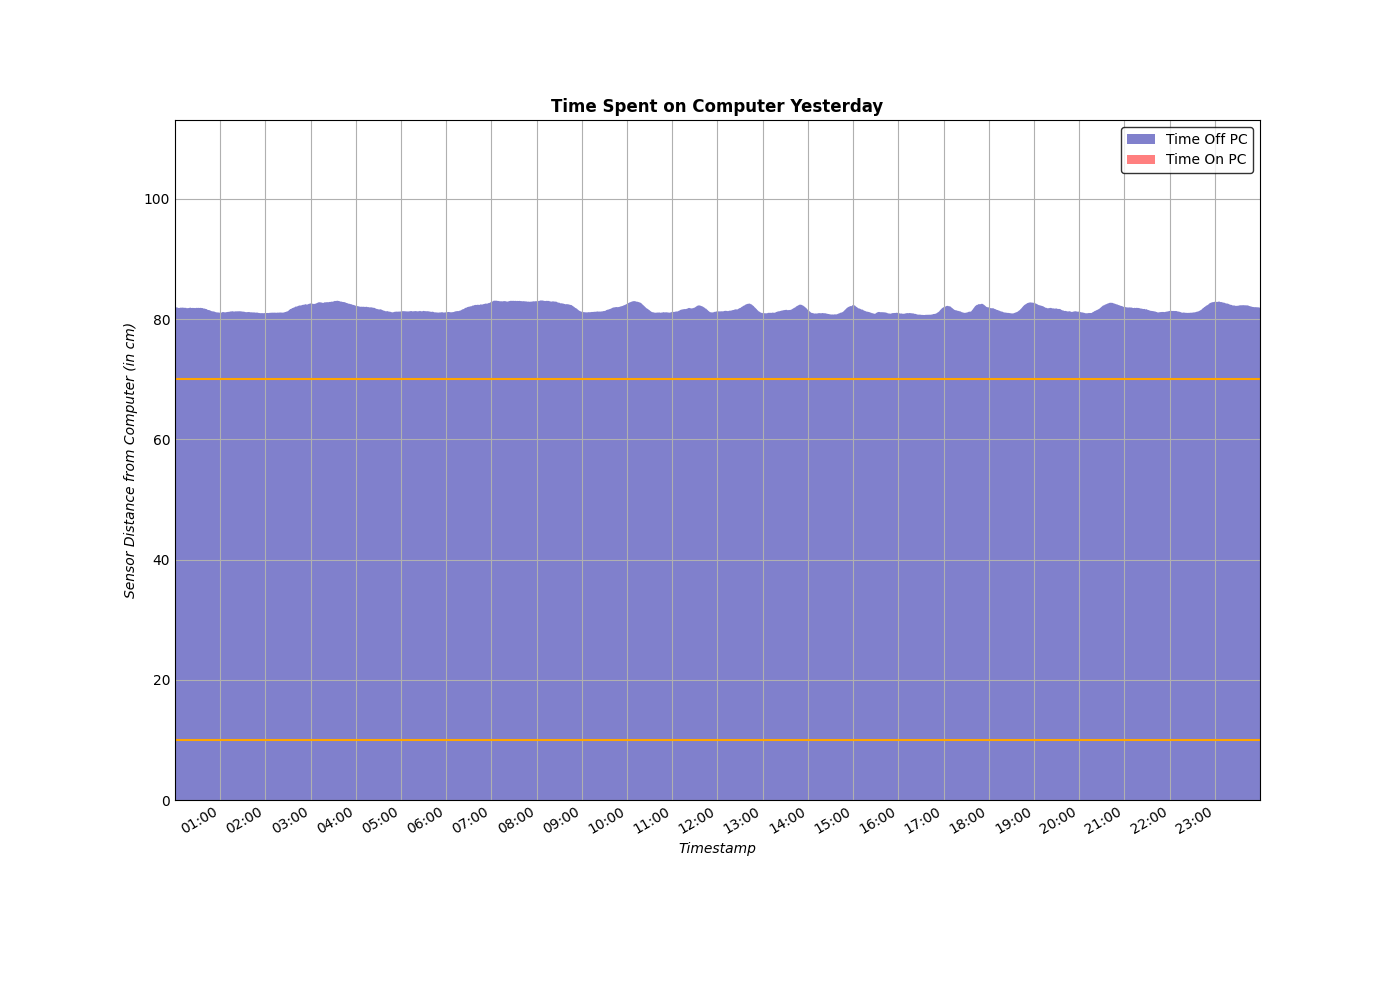 Time Spent on Computer Yesterday
Time Off PC
Time On PC
Sensor Distance from Computer (in cm)
100
80
60
40
20
0
01:00 02:00 03:00 04:00 05:00 06:00 07:00 08:00 09:00 10:00 11:00 12:00 13:00 14:00 15:00 16:00 17:00 18:00 19:00 20:00 21:00 22:00 23:00
Timestamp